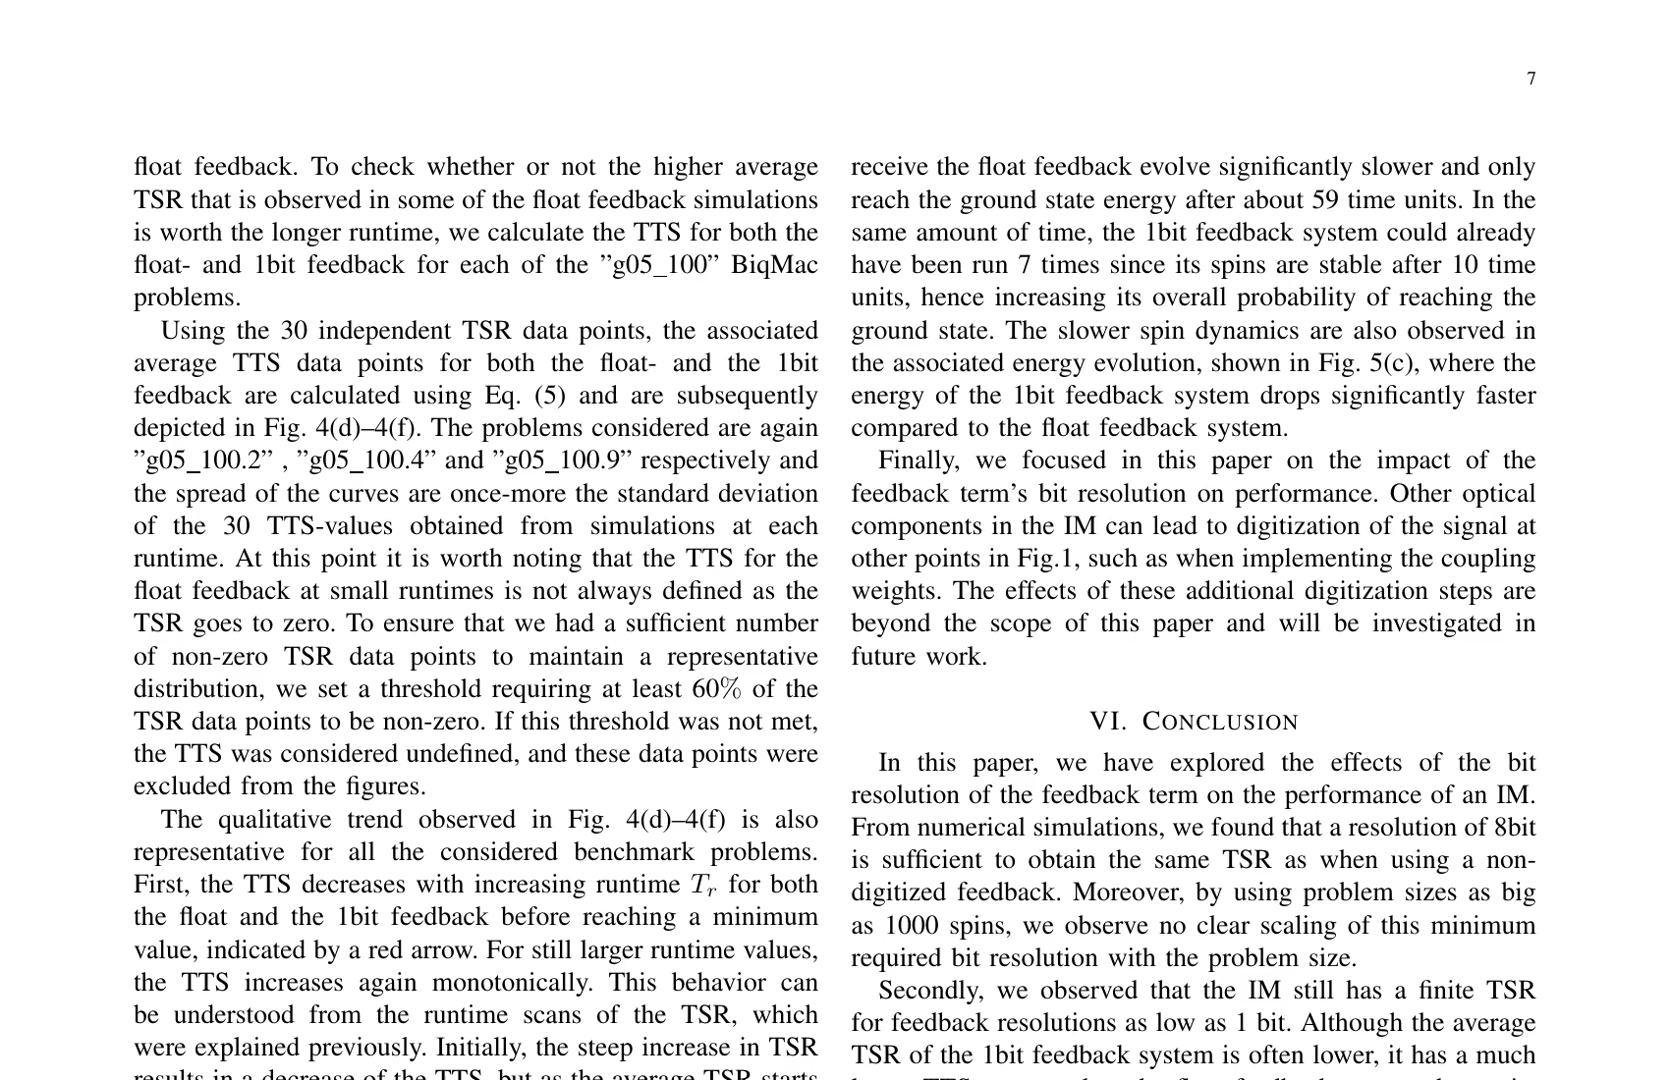 7
float feedback. To check whether or not the higher average
TSR that is observed in some of the float feedback simulations
is worth the longer runtime, we calculate the TTS for both the
float- and 1bit feedback for each of the ”g05_100” BiqMac
problems.
Using the 30 independent TSR data points, the associated
average TTS data points for both the float- and the 1bit
feedback are calculated using Eq. (5) and are subsequently
depicted in Fig. 4(d)–4(f). The problems considered are again
”g05_100.2” , ”g05_100.4” and ”g05_100.9” respectively and
the spread of the curves are once-more the standard deviation
of the 30 TTS-values obtained from simulations at each
runtime. At this point it is worth noting that the TTS for the
float feedback at small runtimes is not always defined as the
TSR goes to zero. To ensure that we had a sufficient number
of non-zero TSR data points to maintain a representative
distribution, we set a threshold requiring at least 60% of the
TSR data points to be non-zero. If this threshold was not met,
the TTS was considered undefined, and these data points were
excluded from the figures.
The qualitative trend observed in Fig. 4(d)–4(f) is also
representative for all the considered benchmark problems.
First, the TTS decreases with increasing runtime T_r for both
the float and the 1bit feedback before reaching a minimum
value, indicated by a red arrow. For still larger runtime values,
the TTS increases again monotonically. This behavior can
be understood from the runtime scans of the TSR, which
were explained previously. Initially, the steep increase in TSR
results in a decrease of the TTS, but as the average TSR starts
receive the float feedback evolve significantly slower and only
reach the ground state energy after about 59 time units. In the
same amount of time, the 1bit feedback system could already
have been run 7 times since its spins are stable after 10 time
units, hence increasing its overall probability of reaching the
ground state. The slower spin dynamics are also observed in
the associated energy evolution, shown in Fig. 5(c), where the
energy of the 1bit feedback system drops significantly faster
compared to the float feedback system.
Finally, we focused in this paper on the impact of the
feedback term’s bit resolution on performance. Other optical
components in the IM can lead to digitization of the signal at
other points in Fig.1, such as when implementing the coupling
weights. The effects of these additional digitization steps are
beyond the scope of this paper and will be investigated in
future work.
VI. CONCLUSION
In this paper, we have explored the effects of the bit
resolution of the feedback term on the performance of an IM.
From numerical simulations, we found that a resolution of 8bit
is sufficient to obtain the same TSR as when using a non-
digitized feedback. Moreover, by using problem sizes as big
as 1000 spins, we observe no clear scaling of this minimum
required bit resolution with the problem size.
Secondly, we observed that the IM still has a finite TSR
for feedback resolutions as low as 1 bit. Although the average
TSR of the 1bit feedback system is often lower, it has a much